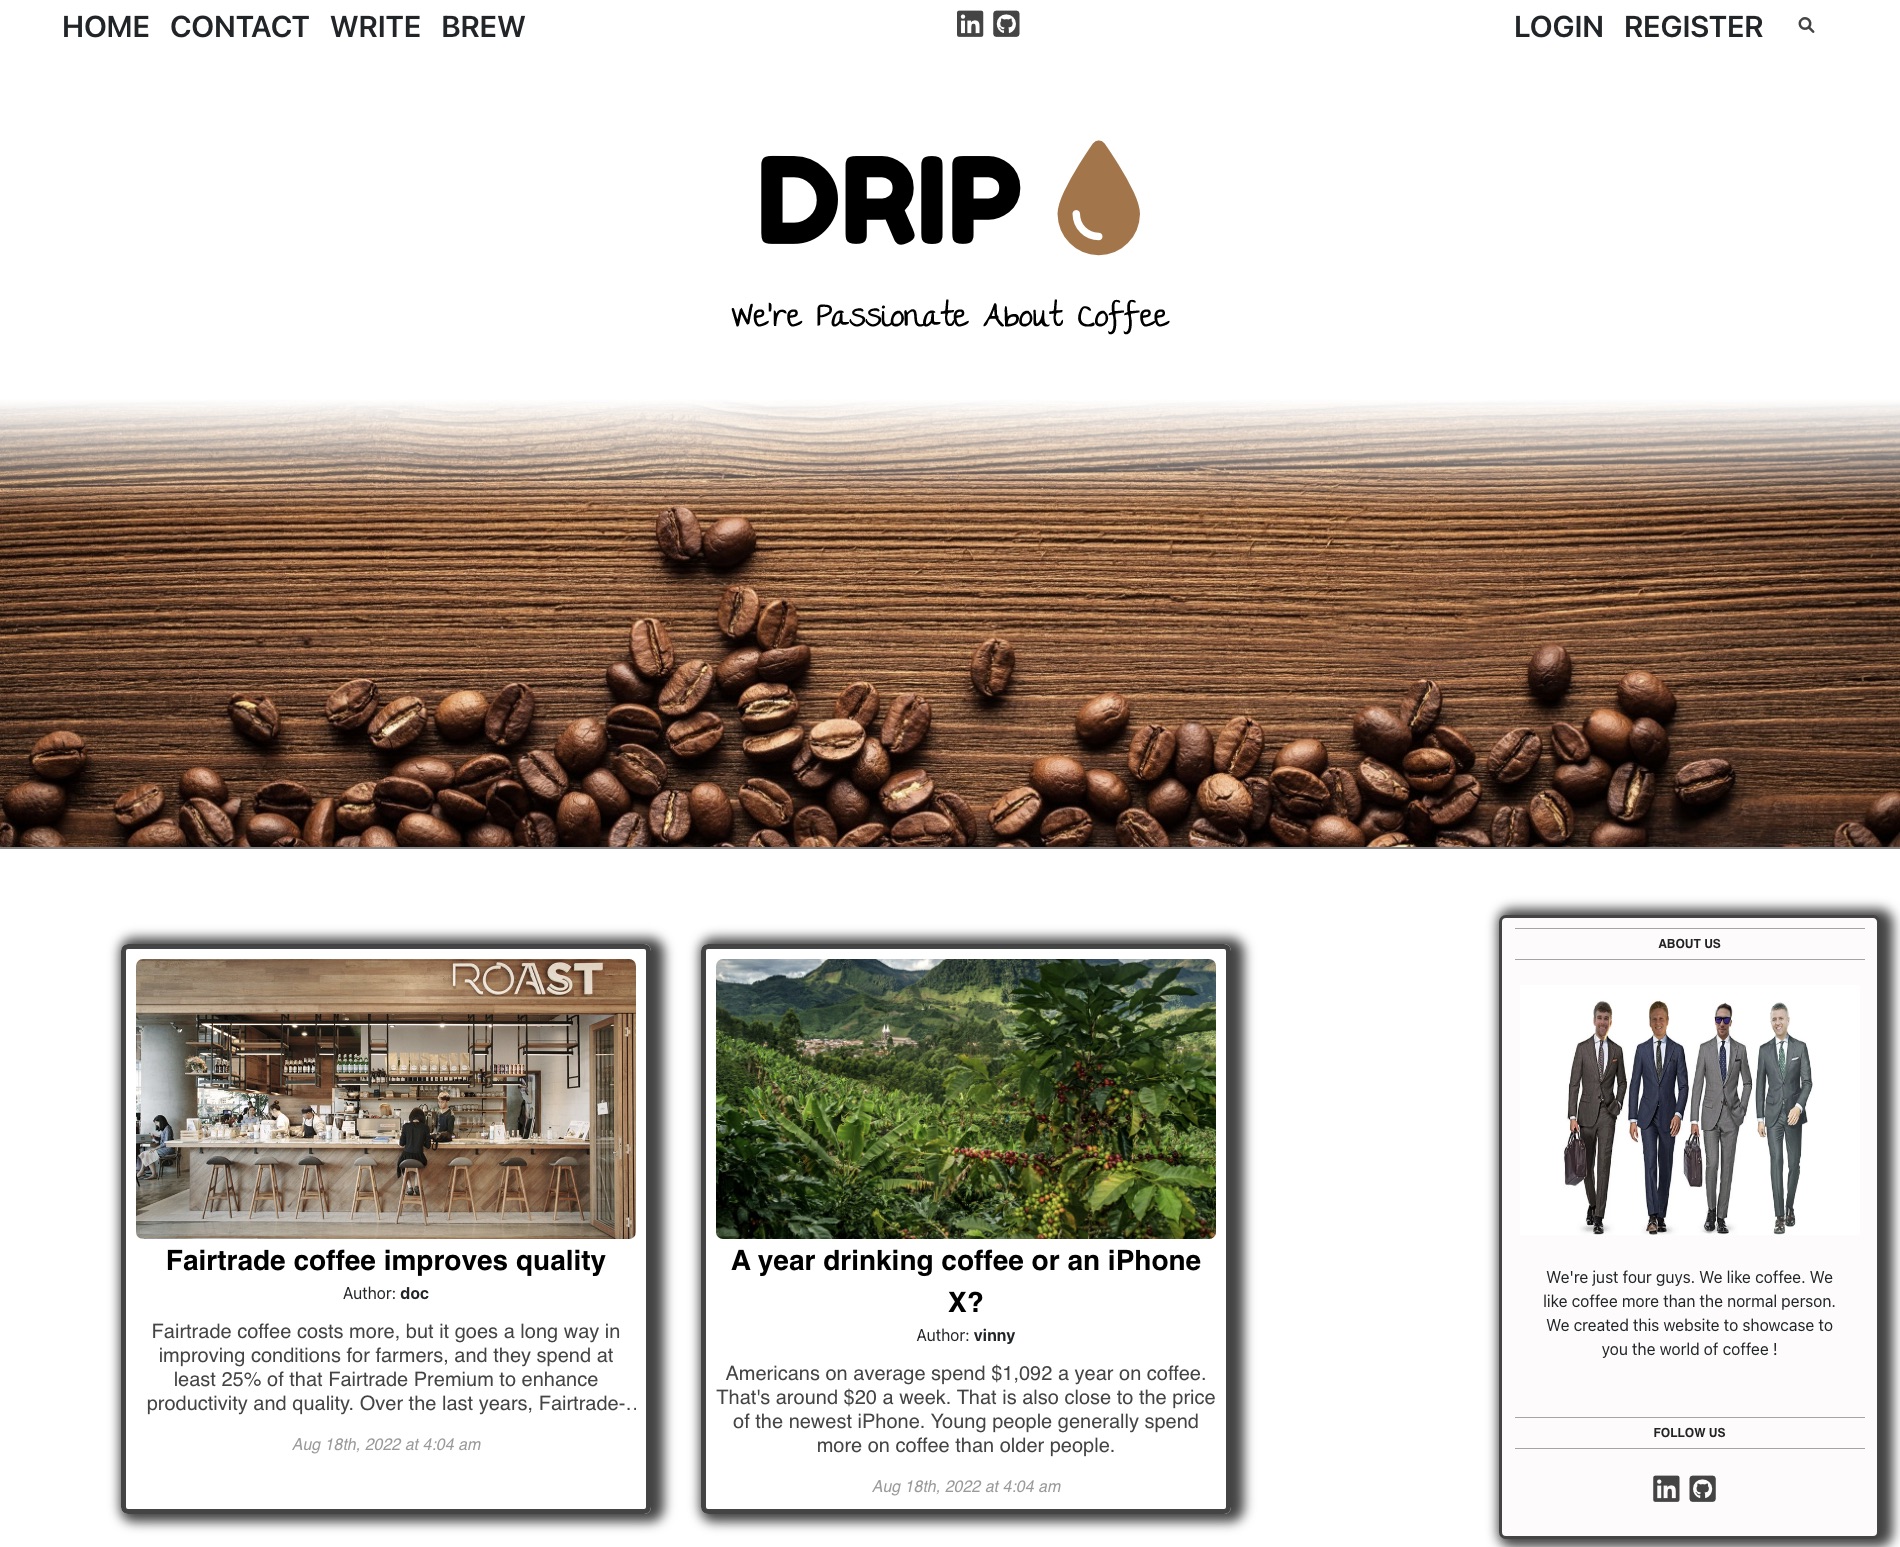 HOME CONTACT WRITE BREW
LOGIN REGISTER
DRIP
We're Passionate About Coffee
ROAST
Fairtrade coffee improves quality
Author: doc
Fairtrade coffee costs more, but it goes a long way in
improving conditions for farmers, and they spend at
least 25% of that Fairtrade Premium to enhance
productivity and quality. Over the last years, Fairtrade-..
Aug 18th, 2022 at 4:04 am
A year drinking coffee or an iPhone
X?
Author: vinny
Americans on average spend $1,092 a year on coffee.
That's around $20 a week. That is also close to the price
of the newest iPhone. Young people generally spend
more on coffee than older people.
Aug 18th, 2022 at 4:04 am
ABOUT US
We're just four guys. We like coffee. We
like coffee more than the normal person.
We created this website to showcase to
you the world of coffee !
FOLLOW US